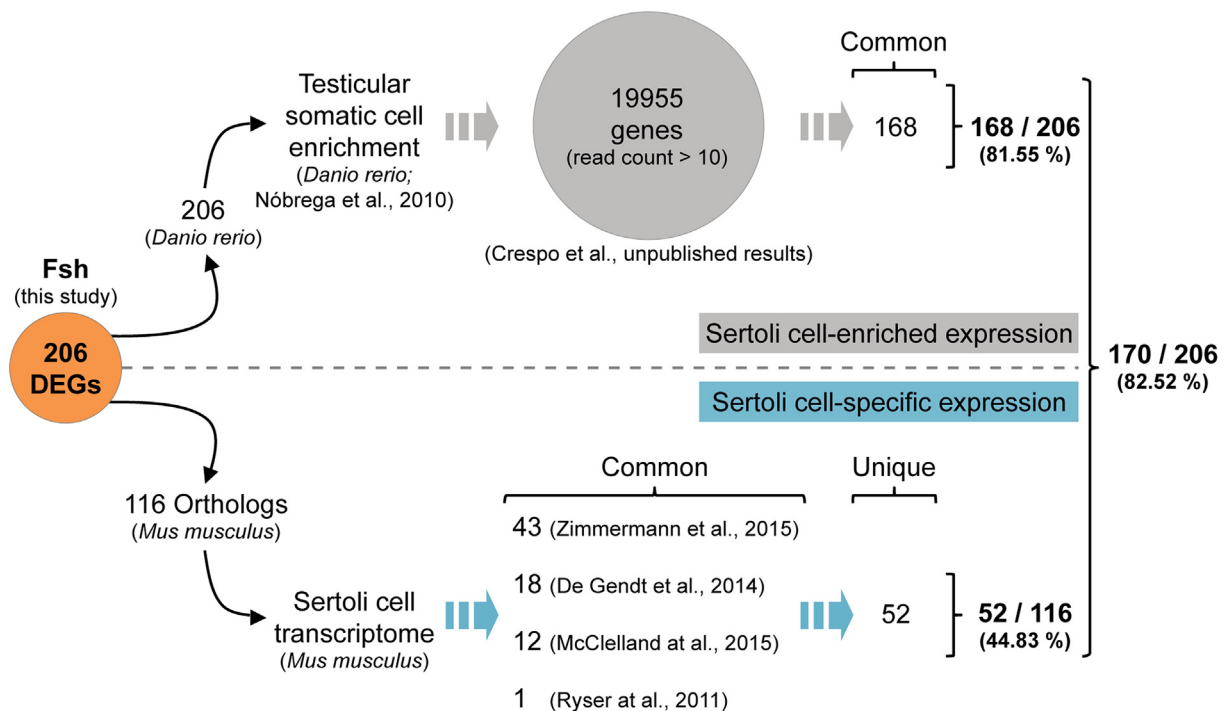 Fsh
(this study)
206
DEGs
206
(Danio rerio)
Testicular
somatic cell
enrichment
(Danio rerio;
Nóbrega et al., 2010)
19955
genes
(read count > 10)
(Crespo et al., unpublished results)
Common
168
168 / 206
(81.55 %)
Sertoli cell-enriched expression
Sertoli cell-specific expression
170 / 206
(82.52 %)
116 Orthologs
(Mus musculus)
Sertoli cell
transcriptome
(Mus musculus)
Common
43 (Zimmermann et al., 2015)
18 (De Gendt et al., 2014)
12 (McClelland at al., 2015)
1 (Ryser at al., 2011)
Unique
52
52 / 116
(44.83 %)